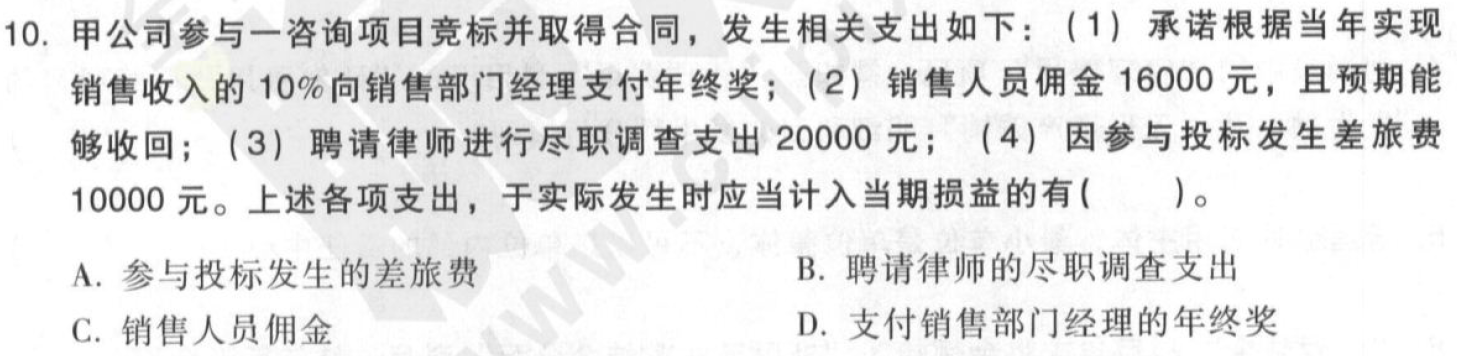 10. 甲公司参与一咨询项目竞标并取得合同，发生相关支出如下：（1）承诺根据当年实现
销售收入的 10%向销售部门经理支付年终奖；（2）销售人员佣金 16000 元，且预期能
够收回；（3）聘请律师进行尽职调查支出 20000 元；（4）因参与投标发生差旅费
10000 元。上述各项支出，于实际发生时应当计入当期损益的有(　　)。
A. 参与投标发生的差旅费 B. 聘请律师的尽职调查支出
C. 销售人员佣金 D. 支付销售部门经理的年终奖